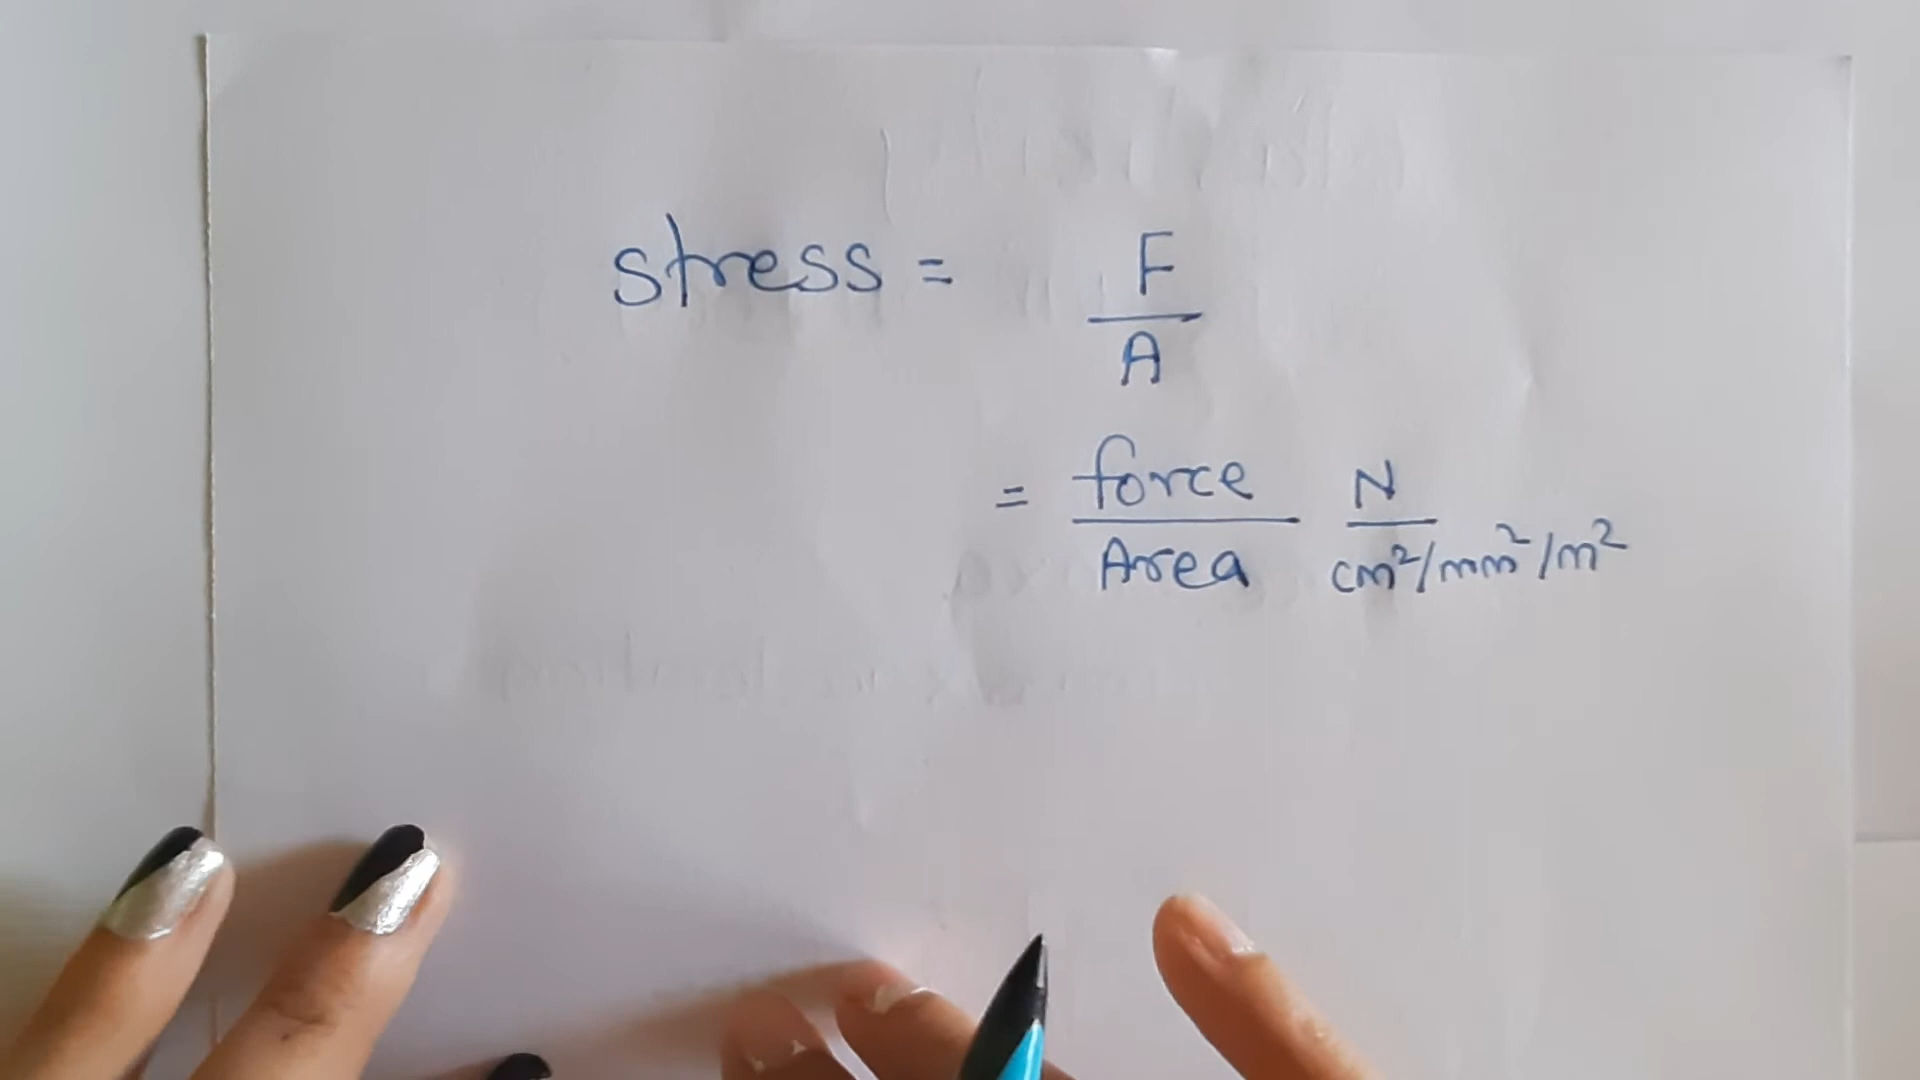 stress = F/A
= force/Area N/cm²/mm²/m²